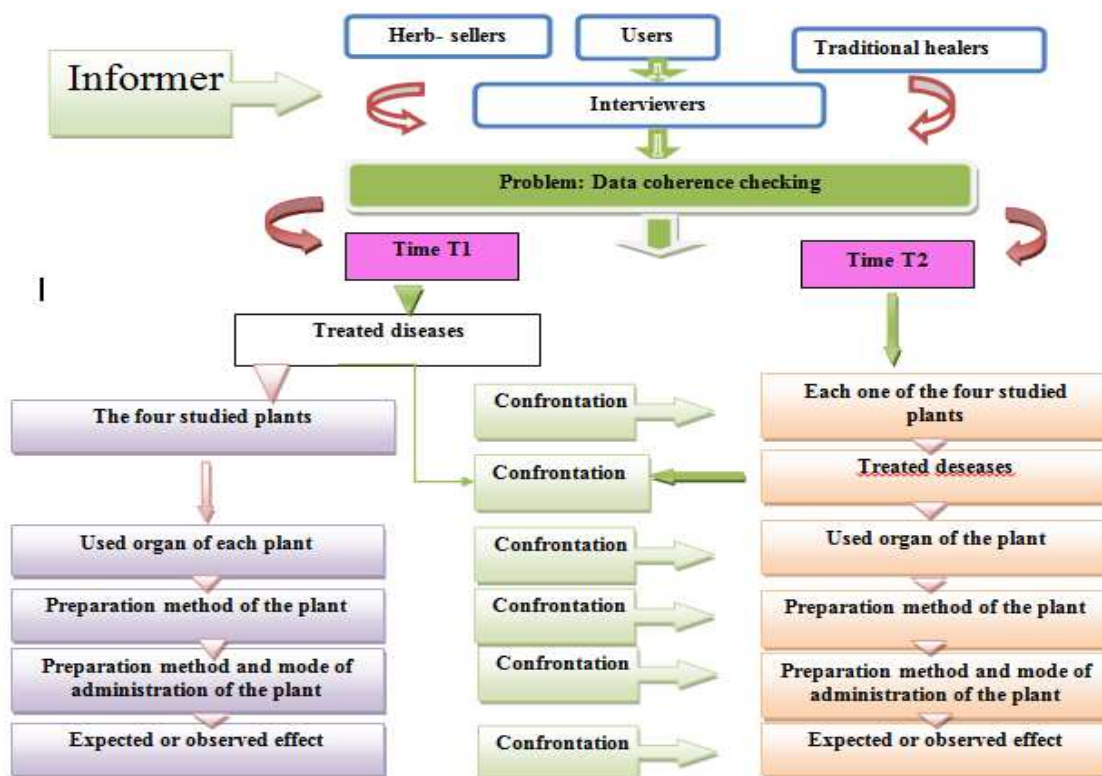 Herb- sellers
Users
Traditional healers
Informer
Interviewers
Problem: Data coherence checking
Time T1
Time T2
Treated diseases
The four studied plants
Confrontation
Each one of the four studied
plants
Confrontation
Treated deseases
Used organ of each plant
Confrontation
Used organ of the plant
Preparation method of the plant
Confrontation
Preparation method of the plant
Preparation method and mode of
administration of the plant
Confrontation
Preparation method and mode of
administration of the plant
Expected or observed effect
Confrontation
Expected or observed effect